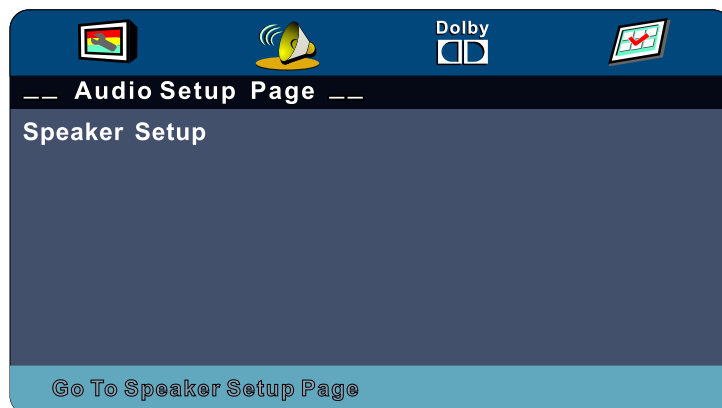 Dolby
__ Audio Setup Page __
Speaker Setup
Go To Speaker Setup Page